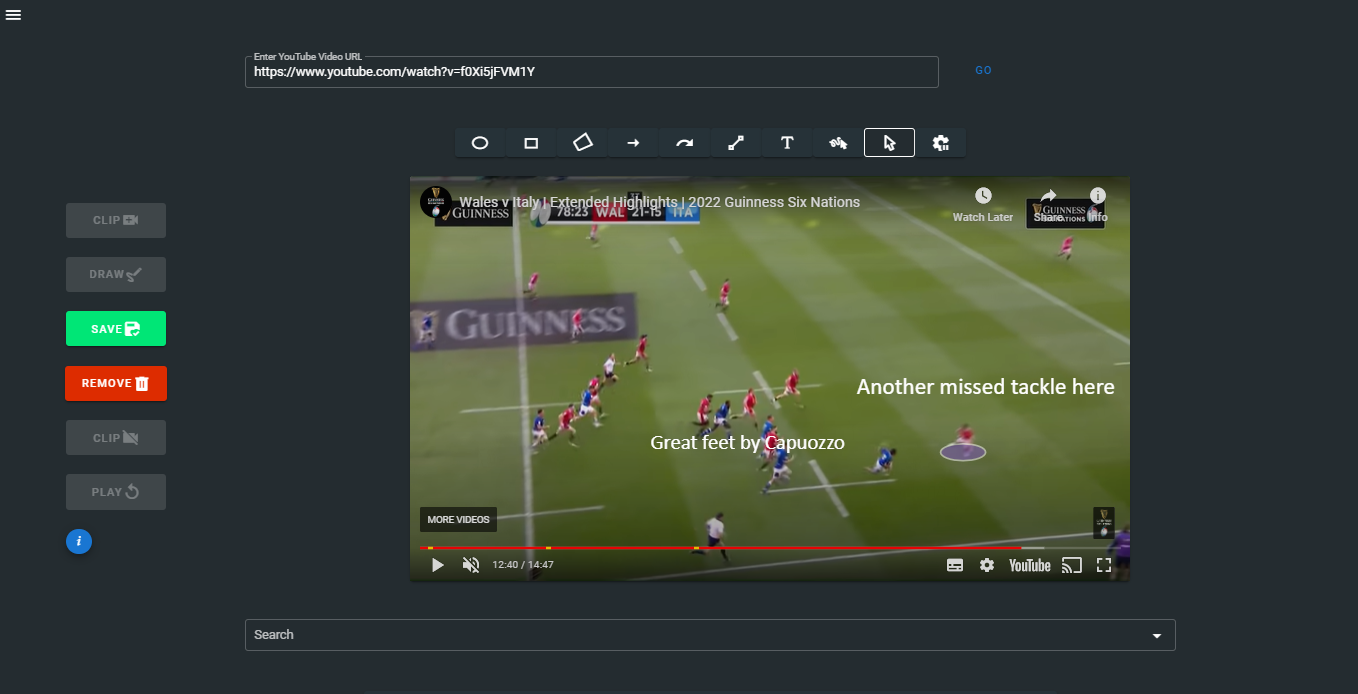 Enter YouTube Video URL
https://www.youtube.com/watch?v=f0Xi5jFVM1Y
GO
T
CLIP
DRAW
SAVE
REMOVE
CLIP
PLAY
i
Wales v Italy | Extended Highlights | 2022 Guinness Six Nations
GUINNESS
78:23 WAL 21-15 ITA
Watch Later
Share
Info
GUINNESS
NATIONS
GUINNESS
Another missed tackle here
Great feet by Capuozzo
MORE VIDEOS
12:40 / 14:47
YouTube
Search